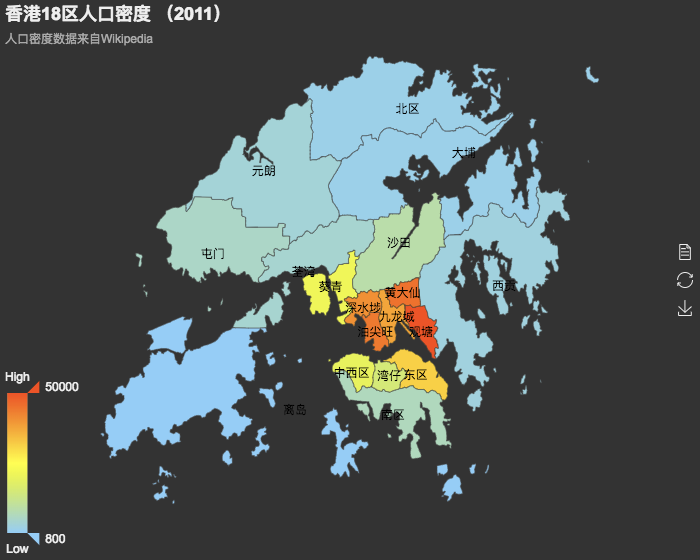 香港18区人口密度 （2011）
人口密度数据来自Wikipedia
北区
大埔
元朗
沙田
屯门
荃湾
葵青
西贡
黄大仙
深水埗
九龙城
油尖旺
观塘
中西区
湾仔
东区
High
50000
离岛
南区
800
Low